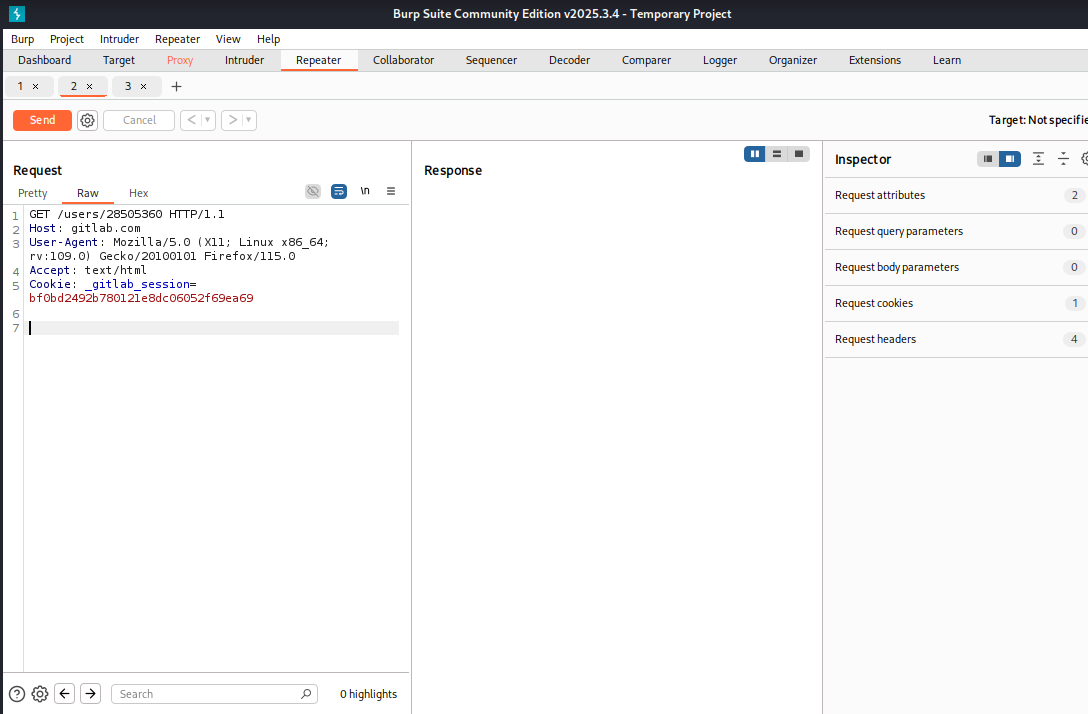 Burp Suite Community Edition v2025.3.4 - Temporary Project
Burp Project Intruder Repeater View Help
Dashboard Target Proxy Intruder Repeater Collaborator Sequencer Decoder Comparer Logger Organizer Extensions Learn
1 × 2 × 3 × +
Send Cancel < >
Target: Not specifie
Request
Pretty Raw Hex
\n
1 GET /users/28505360 HTTP/1.1
2 Host: gitlab.com
3 User-Agent: Mozilla/5.0 (X11; Linux x86_64;
rv:109.0) Gecko/20100101 Firefox/115.0
4 Accept: text/html
5 Cookie: _gitlab_session=
bf0bd2492b780121e8dc06052f69ea69
6
7
Search
0 highlights
Response
Inspector
Request attributes 2
Request query parameters 0
Request body parameters 0
Request cookies 1
Request headers 4